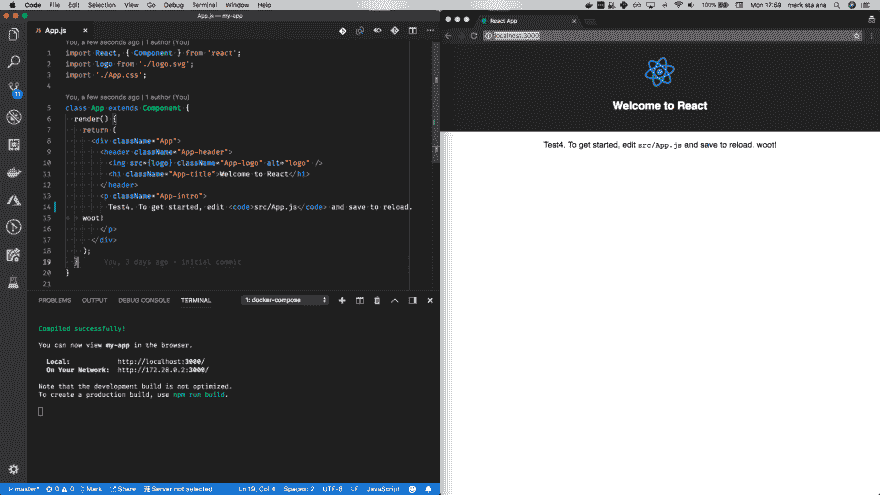 Code File Edit Selection View Go Debug Terminal Window Help
100% Mon 17:59 mark sta ana
App.js — my-app
App.js ×
You, a few seconds ago | 1 author (You)
1 import React, { Component } from 'react';
2 import logo from './logo.svg';
3 import './App.css';
4
You, a few seconds ago | 1 author (You)
5 class App extends Component {
6 render() {
7 return (
8 <div className="App">
9 <header className="App-header">
10 <img src={logo} className="App-logo" alt="logo" />
11 <h1 className="App-title">Welcome to React</h1>
12 </header>
13 <p className="App-intro">
14 Test4. To get started, edit <code>src/App.js</code> and save to reload.
15 woot!
16 </p>
17 </div>
18 );
19 } You, 3 days ago • initial commit
20 }
21
PROBLEMS OUTPUT DEBUG CONSOLE TERMINAL 1: docker-compose
Compiled successfully!
You can now view my-app in the browser.
Local: http://localhost:3000/
On Your Network: http://172.28.0.2:3000/
Note that the development build is not optimized.
To create a production build, use npm run build.
master* 0 0 Mark Share Server not selected Ln 19, Col 4 Spaces: 2 UTF-8 LF JavaScript
11
React App ×
localhost:3000
Welcome to React
Test4. To get started, edit src/App.js and save to reload. woot!